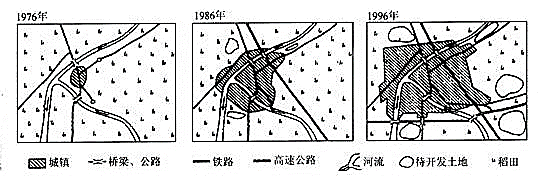 1976年 1986年 1996年
城镇 桥梁、公路 铁路 高速公路 河流 待开发土地 稻田